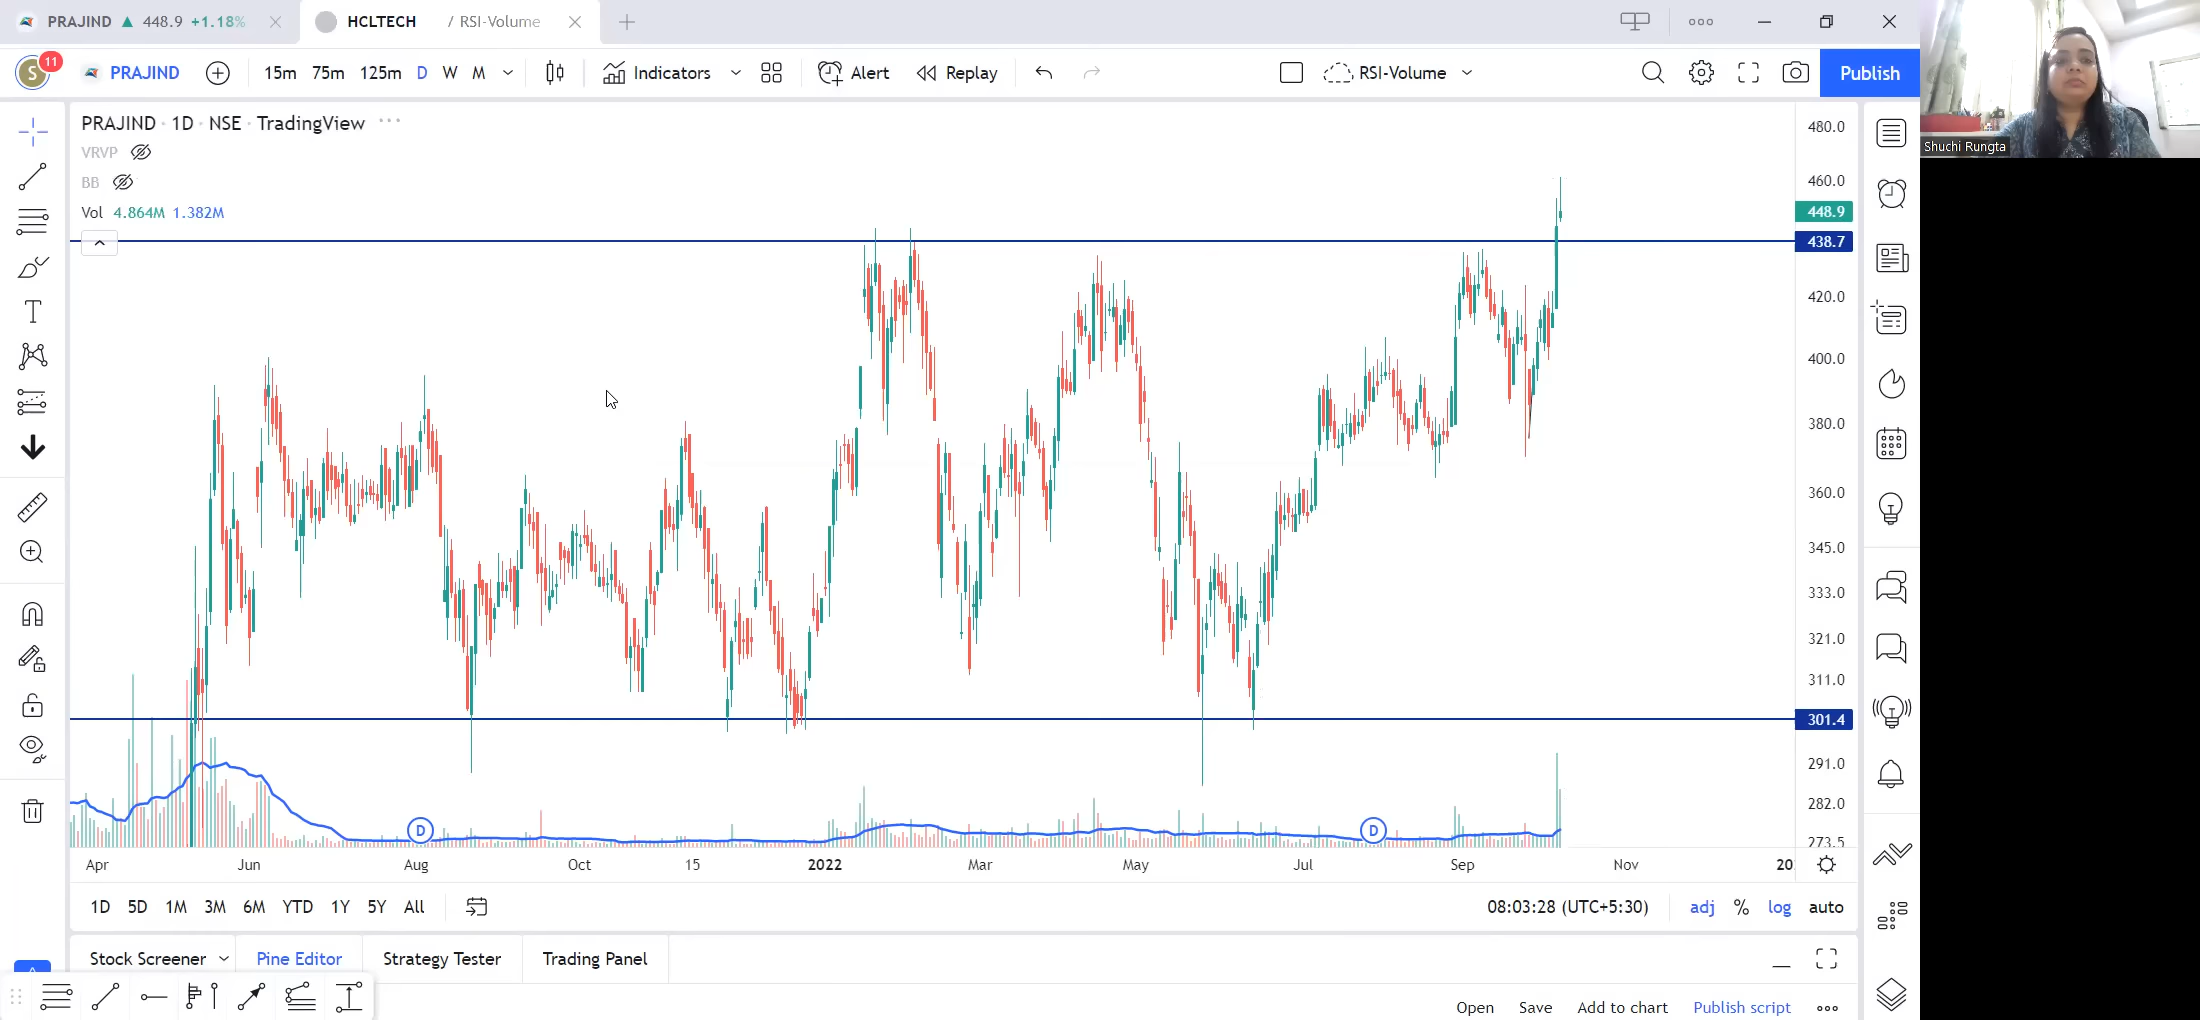 PRAJIND ▲ 448.9 +1.18%
HCLTECH / RSI-Volume
S 11 PRAJIND 15m 75m 125m D W M Indicators Alert Replay RSI-Volume Publish
Shuchi Rungta
PRAJIND · 1D · NSE · TradingView
VRVP
BB
Vol 4.864M 1.382M
480.0
460.0
448.9
438.7
420.0
400.0
380.0
360.0
345.0
333.0
321.0
311.0
301.4
291.0
282.0
273.5
D D
Apr Jun Aug Oct 15 2022 Mar May Jul Sep Nov 20
1D 5D 1M 3M 6M YTD 1Y 5Y All 08:03:28 (UTC+5:30) adj % log auto
Stock Screener Pine Editor Strategy Tester Trading Panel
Open Save Add to chart Publish script